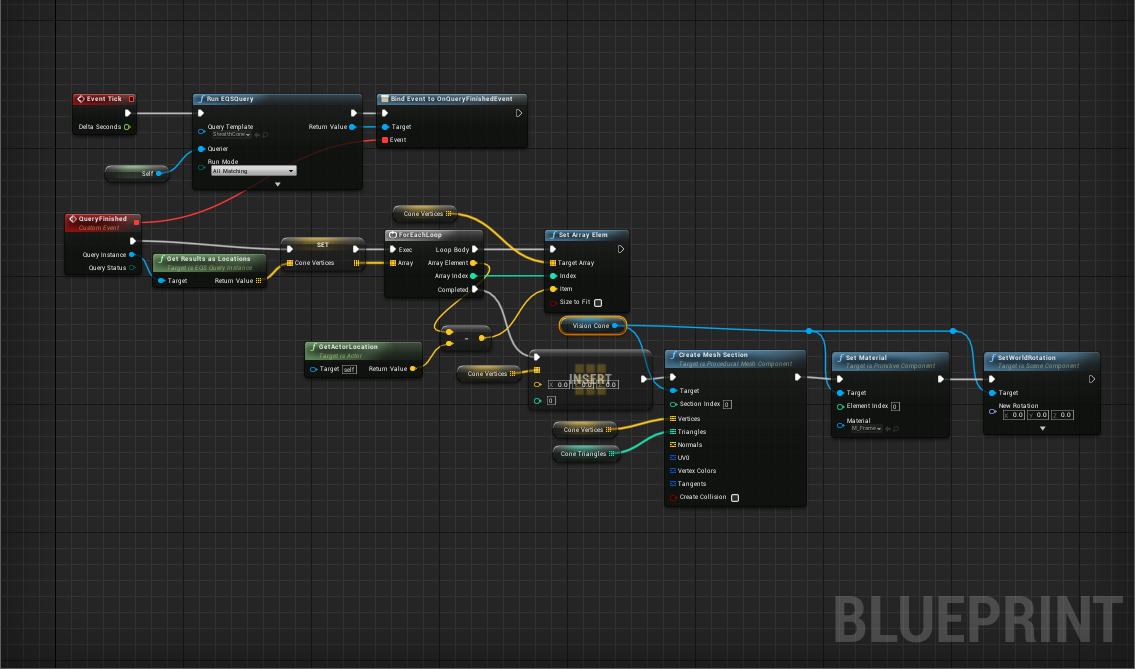 Event Tick
Delta Seconds
Run EQSQuery
Query Template
StealthCone
Return Value
Querier
Run Mode
All Matching
Bind Event to OnQueryFinishedEvent
Target
Event
Self
QueryFinished
Custom Event
Query Instance
Query Status
Get Results as Locations
Target is EQS Query Instance
Target
Return Value
SET
Cone Vertices
Cone Vertices
ForEachLoop
Exec
Loop Body
Array
Array Element
Array Index
Completed
Set Array Elem
Target Array
Index
Item
Size to Fit
Vision Cone
-
GetActorLocation
Target is Actor
Target self
Return Value
Cone Vertices
INSERT
X 0.0 Y 0.0 Z 0.0
0
Cone Vertices
Cone Triangles
Create Mesh Section
Target is Procedural Mesh Component
Target
Section Index 0
Vertices
Triangles
Normals
UV0
Vertex Colors
Tangents
Create Collision
Set Material
Target is Primitive Component
Target
Element Index 0
Material
M_Frame
SetWorldRotation
Target is Scene Component
Target
New Rotation
X 0.0 Y 0.0 Z 0.0
BLUEPRINT